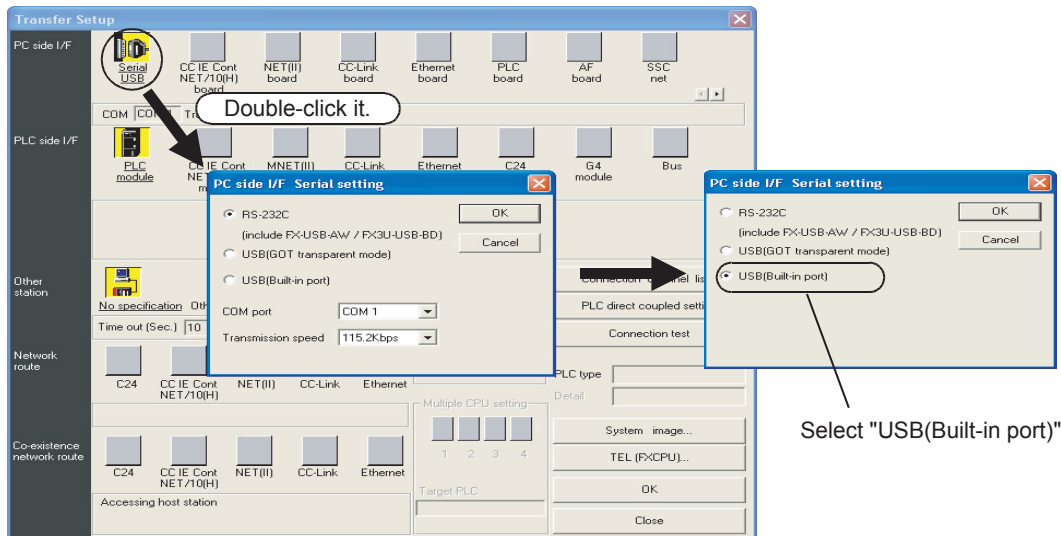 Transfer Setup
PC side I/F
Serial
USB
CC IE Cont
NET/10(H)
board
NET(II)
board
CC-Link
board
Ethernet
board
PLC
board
AF
board
SSC
net
Double-click it.
COM
PLC side I/F
PLC
module
CC IE Cont
MNET(II)
CC-Link
Ethernet
C24
G4
module
Bus
PC side I/F Serial setting
RS-232C
(include FX-USB-AW / FX3U-USB-BD)
USB(GOT transparent mode)
USB(Built-in port)
COM port
COM 1
Transmission speed
115.2Kbps
OK
Cancel
PC side I/F Serial setting
RS-232C
(include FX-USB-AW / FX3U-USB-BD)
USB(GOT transparent mode)
USB(Built-in port)
OK
Cancel
Select "USB(Built-in port)"
Other
station
No specification
Time out (Sec.) 10
PLC direct coupled setti
Connection test
Network
route
C24
CC IE Cont
NET/10(H)
NET(II)
CC-Link
Ethernet
PLC type
Detail
Multiple CPU setting
1 2 3 4
Target PLC
System image...
TEL (FXCPU)...
OK
Close
Co-existence
network route
C24
CC IE Cont
NET/10(H)
NET(II)
CC-Link
Ethernet
Accessing host station